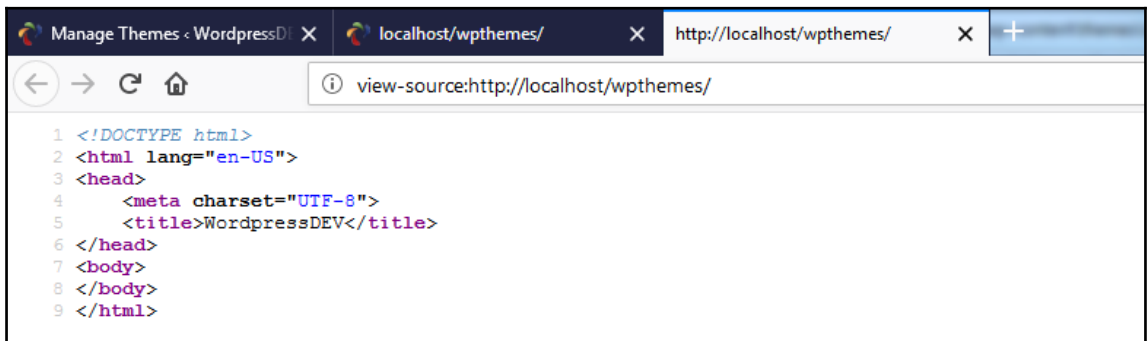 Manage Themes ‹ WordpressDE
localhost/wpthemes/
http://localhost/wpthemes/
view-source:http://localhost/wpthemes/
1 <!DOCTYPE html>
2 <html lang="en-US">
3 <head>
4 <meta charset="UTF-8">
5 <title>WordpressDEV</title>
6 </head>
7 <body>
8 </body>
9 </html>